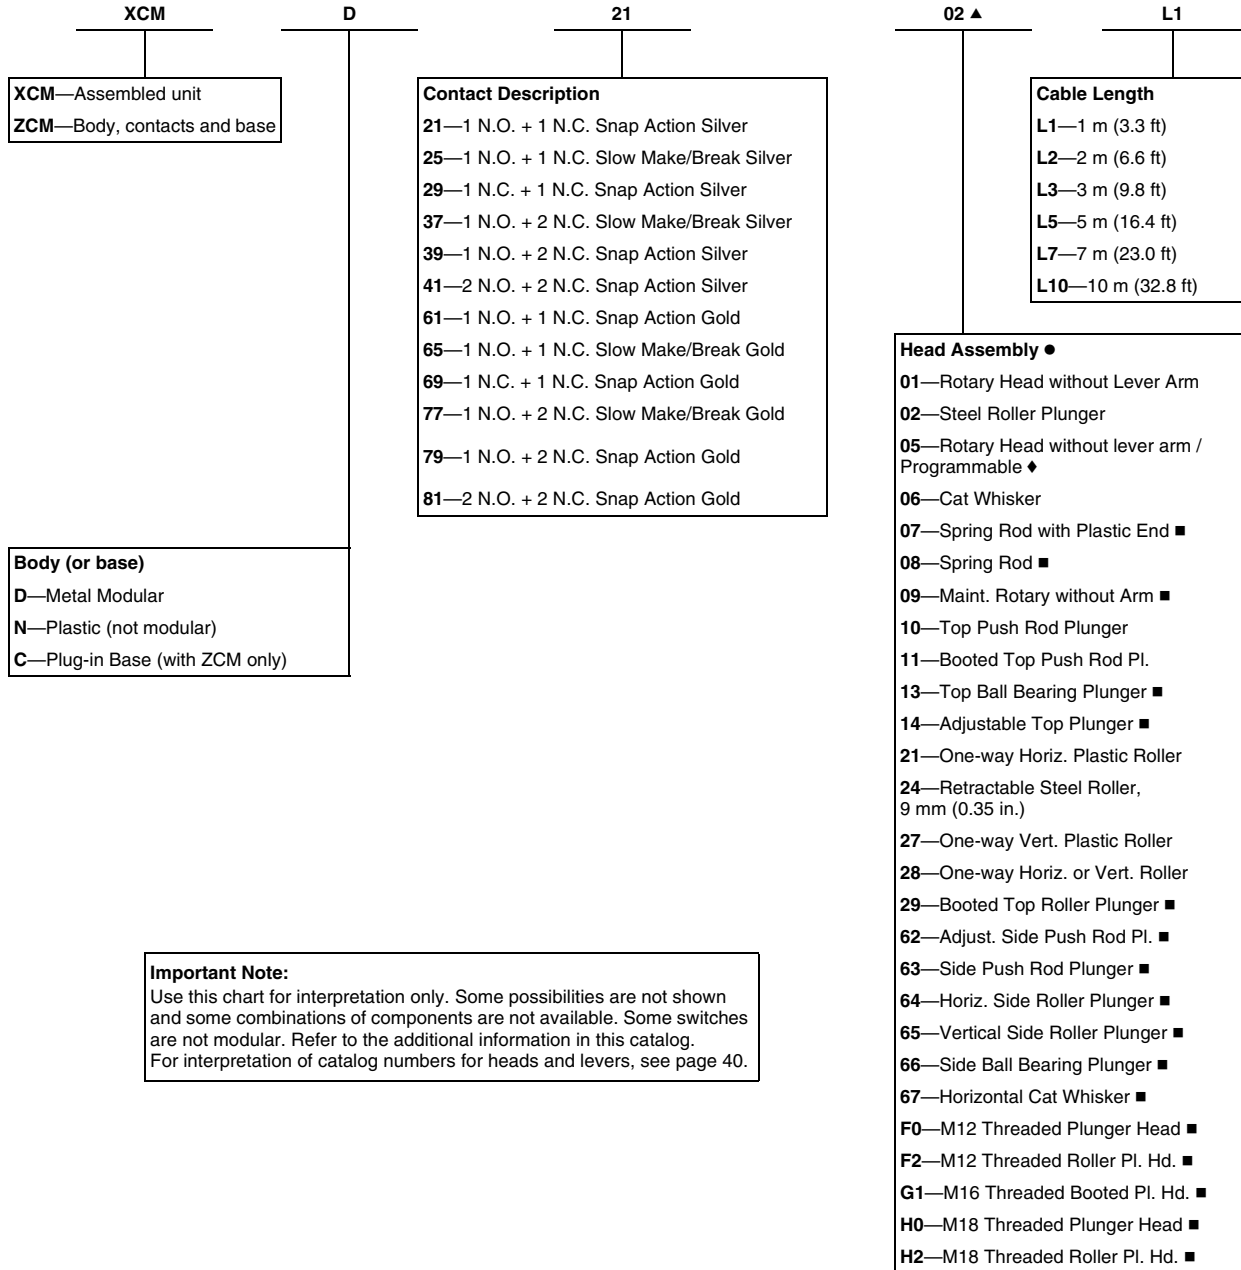 XCM D 21 02 ▲ L1
XCM—Assembled unit
ZCM—Body, contacts and base
Contact Description
21—1 N.O. + 1 N.C. Snap Action Silver
25—1 N.O. + 1 N.C. Slow Make/Break Silver
29—1 N.C + 1 N.C. Snap Action Silver
37—1 N.O. + 2 N.C. Slow Make/Break Silver
39—1 N.O. + 2 N.C. Snap Action Silver
41—2 N.O. + 2 N.C. Snap Action Silver
61—1 N.O. + 1 N.C. Snap Action Gold
65—1 N.O. + 1 N.C. Slow Make/Break Gold
69—1 N.C + 1 N.C. Snap Action Gold
77—1 N.O. + 2 N.C. Slow Make/Break Gold
79—1 N.O. + 2 N.C. Snap Action Gold
81—2 N.O. + 2 N.C. Snap Action Gold
Cable Length
L1—1 m (3.3 ft)
L2—2 m (6.6 ft)
L3—3 m (9.8 ft)
L5—5 m (16.4 ft)
L7—7 m (23.0 ft)
L10—10 m (32.8 ft)
Body (or base)
D—Metal Modular
N—Plastic (not modular)
C—Plug-in Base (with ZCM only)
Head Assembly ●
01—Rotary Head without Lever Arm
02—Steel Roller Plunger
05—Rotary Head without lever arm /
Programmable ♦
06—Cat Whisker
07—Spring Rod with Plastic End ■
08—Spring Rod ■
09—Maint. Rotary without Arm ■
10—Top Push Rod Plunger
11—Booted Top Push Rod Pl.
13—Top Ball Bearing Plunger ■
14—Adjustable Top Plunger ■
21—One-way Horiz. Plastic Roller
24—Retractable Steel Roller,
9 mm (0.35 in.)
27—One-way Vert. Plastic Roller
28—One-way Horiz. or Vert. Roller
29—Booted Top Roller Plunger ■
62—Adjust. Side Push Rod Pl. ■
63—Side Push Rod Plunger ■
64—Horiz. Side Roller Plunger ■
65—Vertical Side Roller Plunger ■
66—Side Ball Bearing Plunger ■
67—Horizontal Cat Whisker ■
F0—M12 Threaded Plunger Head ■
F2—M12 Threaded Roller Pl. Hd. ■
G1—M16 Threaded Booted Pl. Hd. ■
H0—M18 Threaded Plunger Head ■
H2—M18 Threaded Roller Pl. Hd. ■
Important Note:
Use this chart for interpretation only. Some possibilities are not shown
and some combinations of components are not available. Some switches
are not modular. Refer to the additional information in this catalog.
For interpretation of catalog numbers for heads and levers, see page 40.